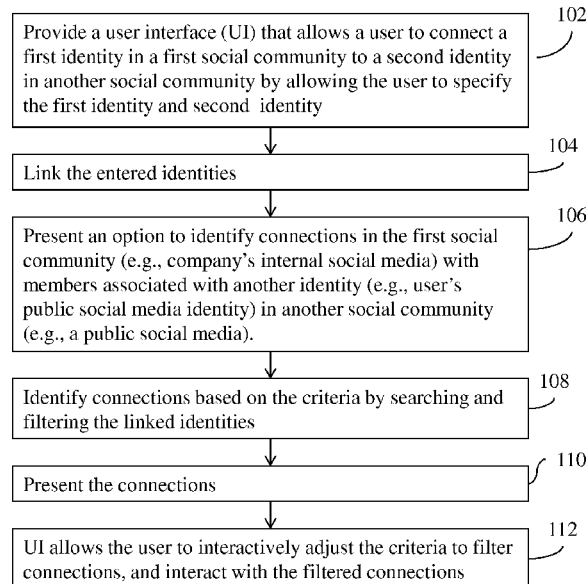 102
Provide a user interface (UI) that allows a user to connect a
first identity in a first social community to a second identity
in another social community by allowing the user to specify
the first identity and second identity
104
Link the entered identities
106
Present an option to identify connections in the first social
community (e.g., company's internal social media) with
members associated with another identity (e.g., user's
public social media identity) in another social community
(e.g., a public social media).
108
Identify connections based on the criteria by searching and
filtering the linked identities
110
Present the connections
112
UI allows the user to interactively adjust the criteria to filter
connections, and interact with the filtered connections